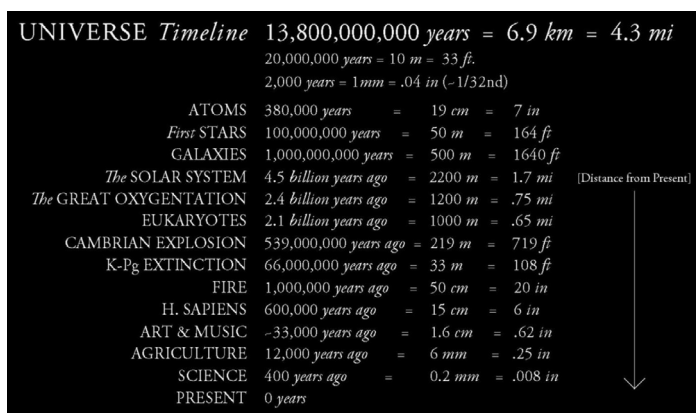 UNIVERSE Timeline 13,800,000,000 years = 6.9 km = 4.3 mi
20,000,000 years = 10 m = 33 ft.
2,000 years = 1mm = .04 in (~1/32nd)
ATOMS 380,000 years = 19 cm = 7 in
First STARS 100,000,000 years = 50 m = 164 ft
GALAXIES 1,000,000,000 years = 500 m = 1640 ft
The SOLAR SYSTEM 4.5 billion years ago = 2200 m = 1.7 mi [Distance from Present]
The GREAT OXYGENTATION 2.4 billion years ago = 1200 m = .75 mi
EUKARYOTES 2.1 billion years ago = 1000 m = .65 mi
CAMBRIAN EXPLOSION 539,000,000 years ago = 219 m = 719 ft
K-Pg EXTINCTION 66,000,000 years ago = 33 m = 108 ft
FIRE 1,000,000 years ago = 50 cm = 20 in
H. SAPIENS 600,000 years ago = 15 cm = 6 in
ART & MUSIC ~33,000 years ago = 1.6 cm = .62 in
AGRICULTURE 12,000 years ago = 6 mm = .25 in
SCIENCE 400 years ago = 0.2 mm = .008 in
PRESENT 0 years